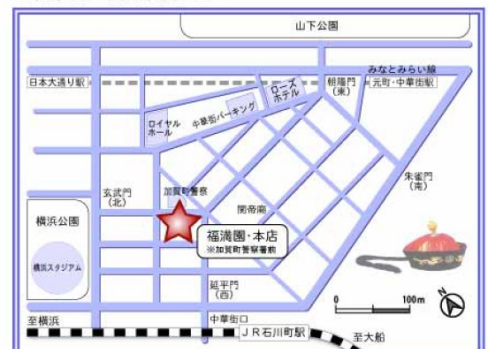 山下公園
みなとみらい線
日本大通り駅
朝陽門
(東)
元町・中華街駅
ローズ
ホテル
中華街パーキング
ロイヤル
ホール
朱雀門
(南)
玄武門
(北)
加賀町警察
関帝廟
横浜公園
福満園・本店
※加賀町警察署前
横浜スタジアム
延平門
(西)
0
100m
N
至横浜
中華街口
JR石川町駅
至大船